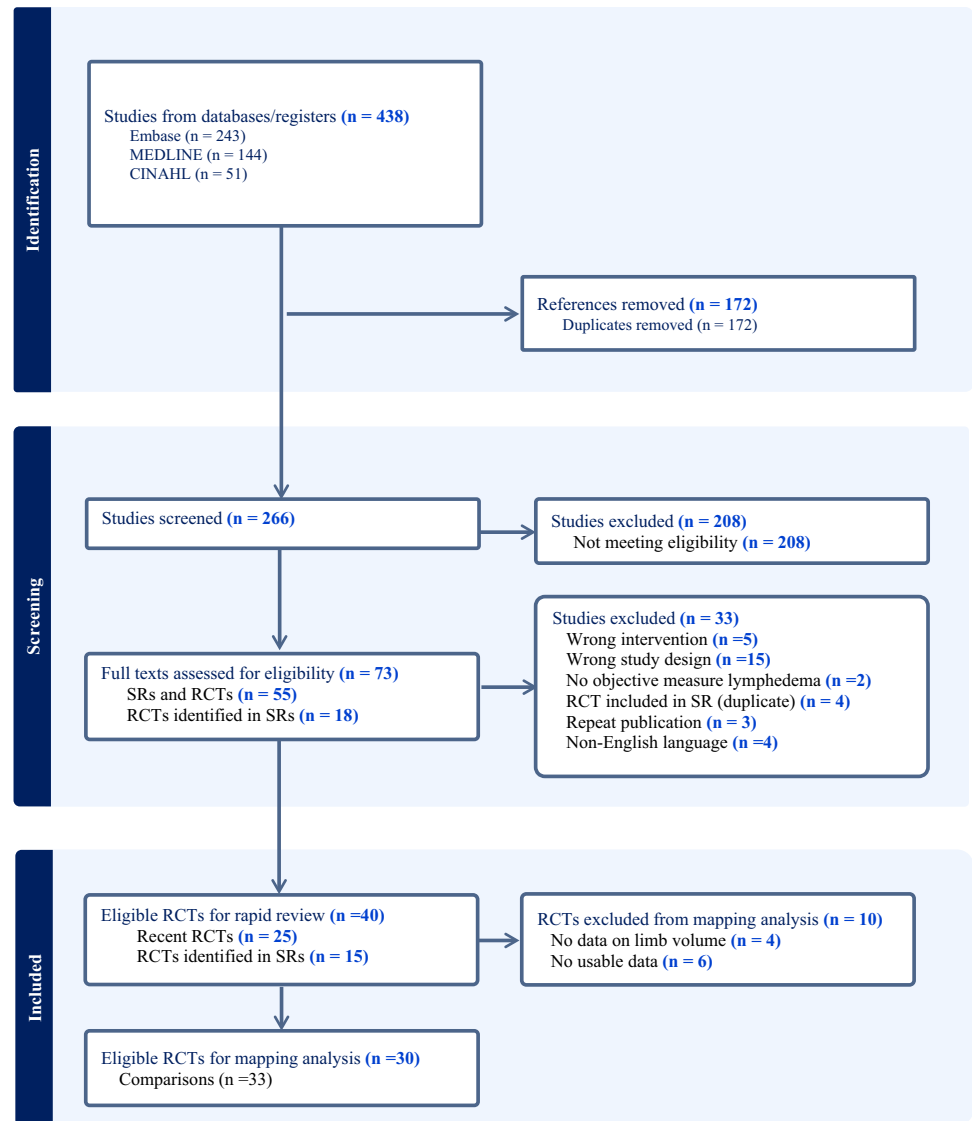 Identification
Studies from databases/registers (n = 438)
Embase (n = 243)
MEDLINE (n = 144)
CINAHL (n = 51)
References removed (n = 172)
Duplicates removed (n = 172)
Screening
Studies screened (n = 266)
Studies excluded (n = 208)
Not meeting eligibility (n = 208)
Full texts assessed for eligibility (n = 73)
SRs and RCTs (n = 55)
RCTs identified in SRs (n = 18)
Studies excluded (n = 33)
Wrong intervention (n =5)
Wrong study design (n =15)
No objective measure lymphedema (n =2)
RCT included in SR (duplicate) (n = 4)
Repeat publication (n = 3)
Non-English language (n =4)
Included
Eligible RCTs for rapid review (n =40)
Recent RCTs (n = 25)
RCTs identified in SRs (n = 15)
RCTs excluded from mapping analysis (n = 10)
No data on limb volume (n = 4)
No usable data (n = 6)
Eligible RCTs for mapping analysis (n =30)
Comparisons (n =33)